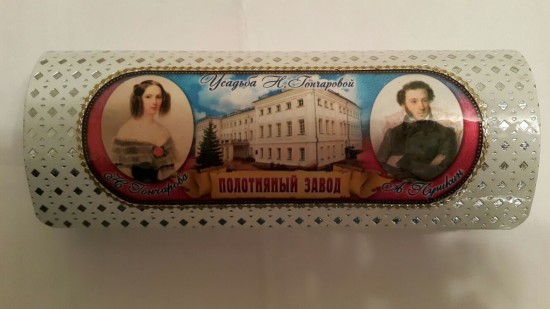 Усадьба Н. Гончаровой
Н. Гончарова
ПОЛОТНЯНЫЙ ЗАВОД
А. Пушкин